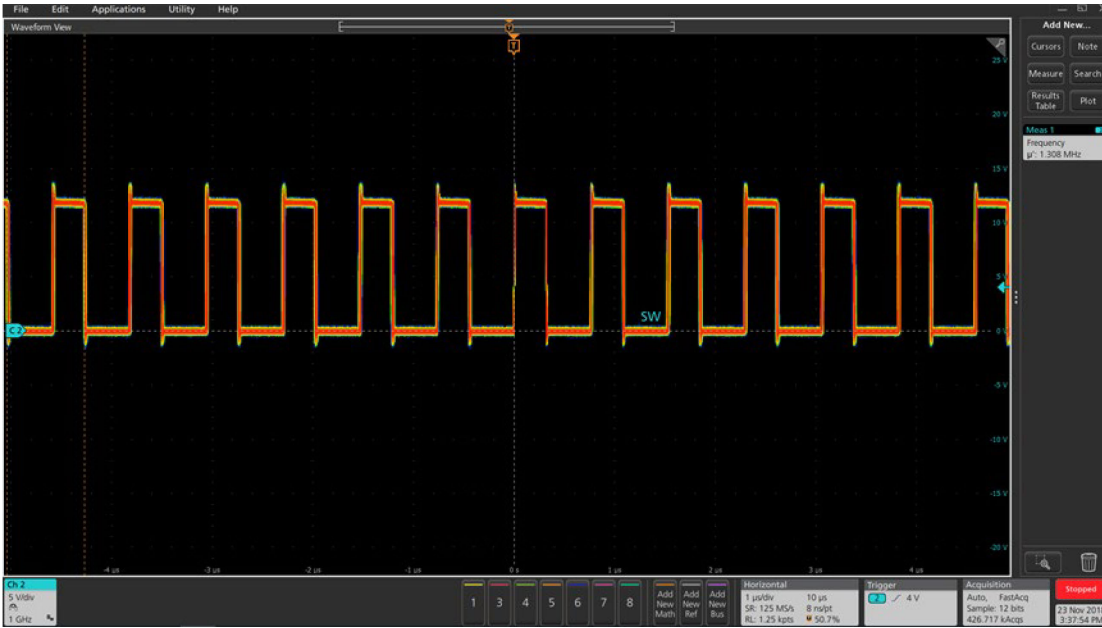 File Edit Applications Utility Help
Waveform View
Add New...
Cursors Note
Measure Search
Results Table Plot
Meas 1
Frequency
µ': 1.308 MHz
T
T
25 V
20 V
15 V
10 V
5 V
0 V
-5 V
-10 V
-15 V
-20 V
C 2
SW
-4 µs -3 µs -2 µs -1 µs 0 s 1 µs 2 µs 3 µs 4 µs
Ch 2
5 V/div
1 GHz
1 3 4 5 6 7 8
Add New Math
Add New Ref
Add New Bus
Horizontal
1 µs/div 10 µs
SR: 125 MS/s 8 ns/pt
RL: 1.25 kpts 50.7%
Trigger
2 4 V
Acquisition
Auto, FastAcq
Sample: 12 bits
426.717 kAcqs
Stopped
3:37:54 PM